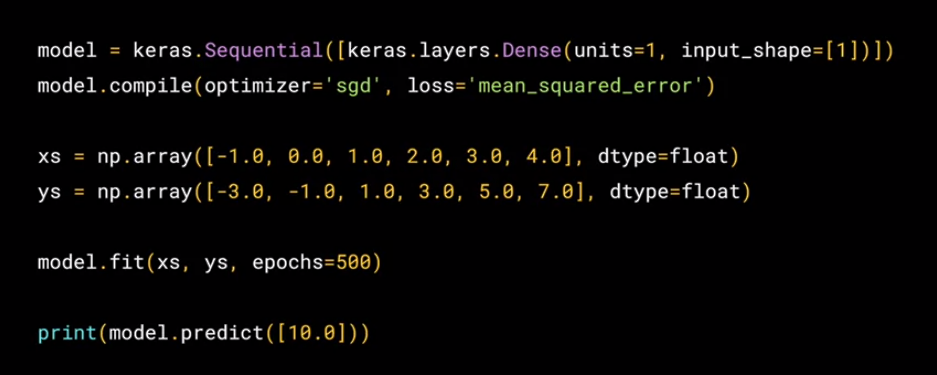 model = keras.Sequential([keras.layers.Dense(units=1, input_shape=[1])])
model.compile(optimizer='sgd', loss='mean_squared_error')
xs = np.array([-1.0, 0.0, 1.0, 2.0, 3.0, 4.0], dtype=float)
ys = np.array([-3.0, -1.0, 1.0, 3.0, 5.0, 7.0], dtype=float)
model.fit(xs, ys, epochs=500)
print(model.predict([10.0]))